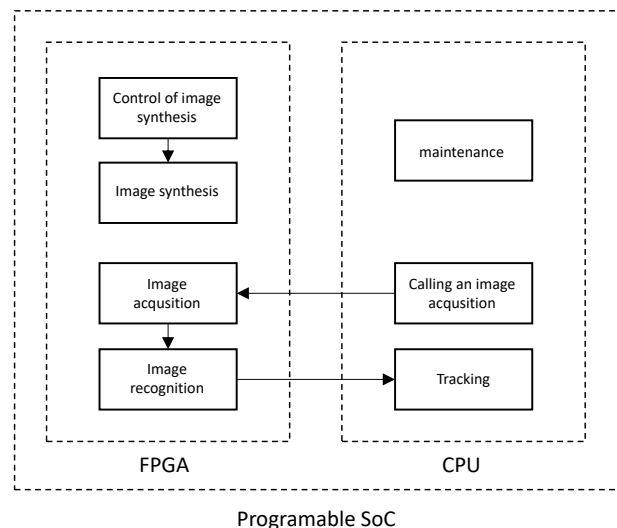 Control of image
synthesis
Image synthesis
Image
acqusition
Image
recognition
FPGA
maintenance
Calling an image
acqusition
Tracking
CPU
Programable SoC